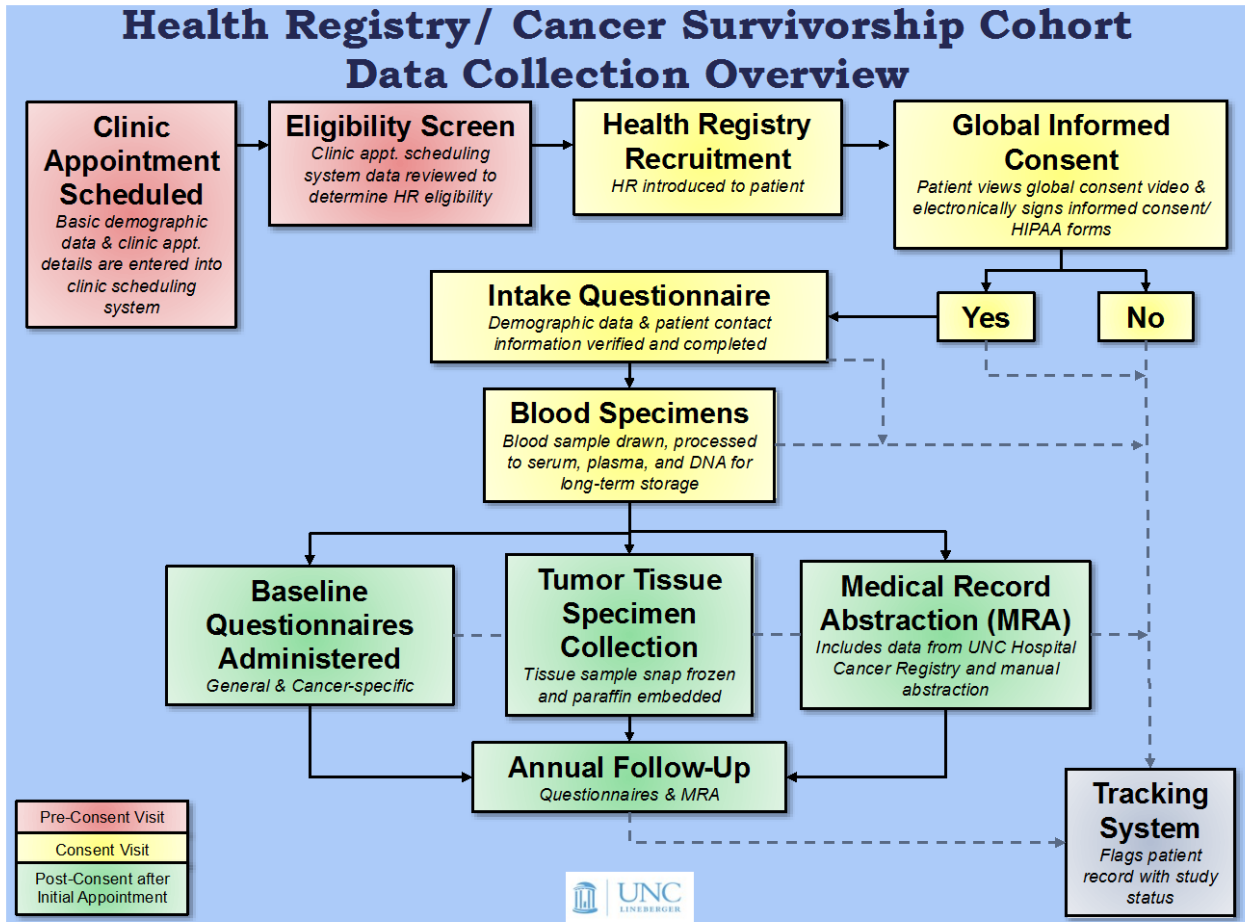 Health Registry/ Cancer Survivorship Cohort
Data Collection Overview
Clinic
Appointment
Scheduled
Basic demographic
data & clinic appt.
details are entered into
clinic scheduling
system
Eligibility Screen
Clinic appt. scheduling
system data reviewed to
determine HR eligibility
Health Registry
Recruitment
HR introduced to patient
Global Informed
Consent
Patient views global consent video &
electronically signs informed consent/
HIPAA forms
Yes
No
Intake Questionnaire
Demographic data & patient contact
information verified and completed
Blood Specimens
Blood sample drawn, processed
to serum, plasma, and DNA for
long-term storage
Baseline
Questionnaires
Administered
General & Cancer-specific
Tumor Tissue
Specimen
Collection
Tissue sample snap frozen
and paraffin embedded
Medical Record
Abstraction (MRA)
Includes data from UNC Hospital
Cancer Registry and manual
abstraction
Annual Follow-Up
Questionnaires & MRA
Tracking
System
Flags patient
record with study
status
Pre-Consent Visit
Consent Visit
Post-Consent after
Initial Appointment
UNC
LINEBERGER